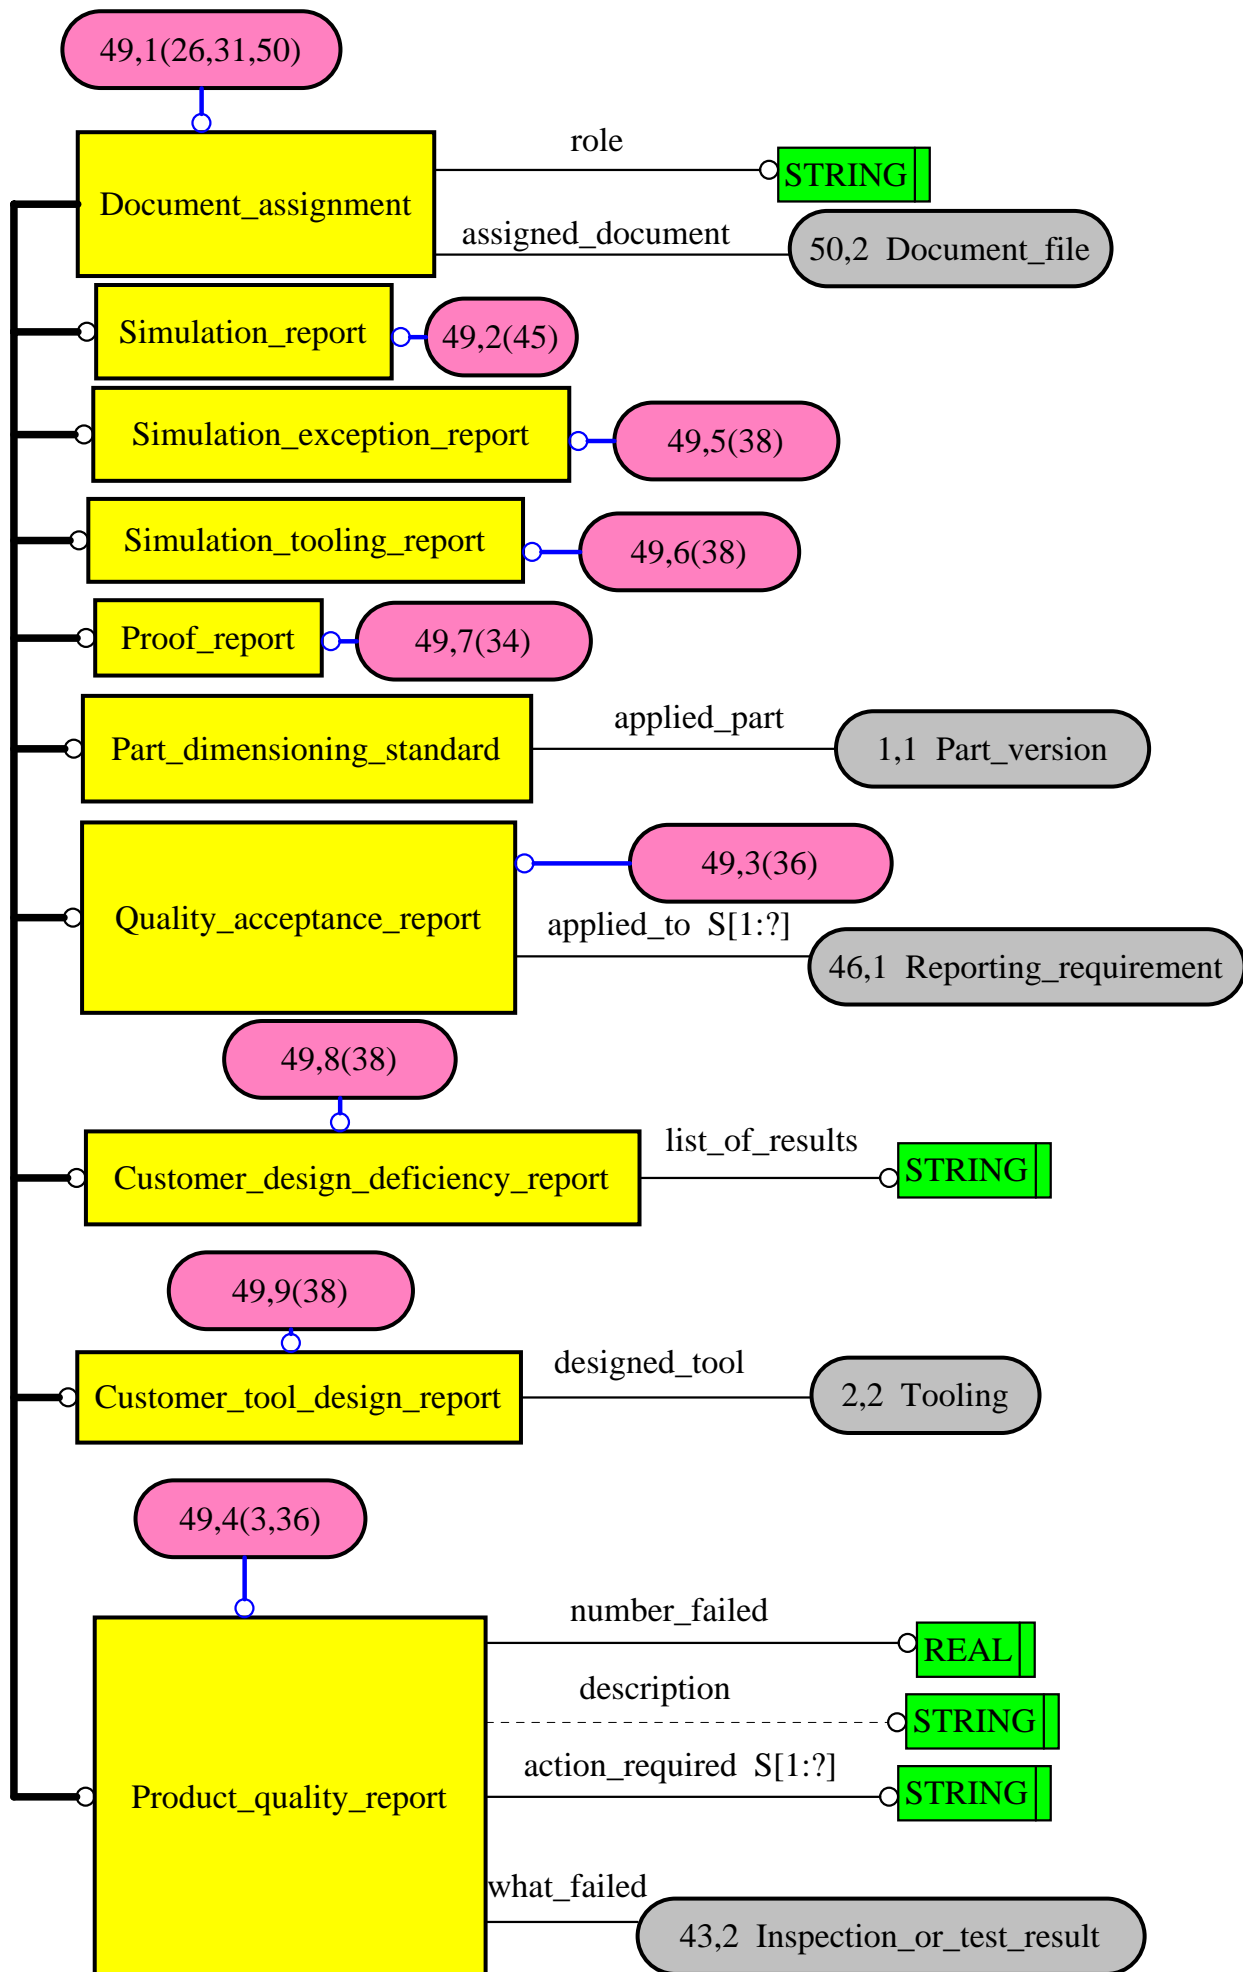 49,1(26,31,50)
role
STRING
Document_assignment
assigned_document
50,2  Document_file
Simulation_report
49,2(45)
Simulation_exception_report
49,5(38)
Simulation_tooling_report
49,6(38)
Proof_report
49,7(34)
applied_part
Part_dimensioning_standard
1,1  Part_version
49,3(36)
Quality_acceptance_report
applied_to  S[1:?]
46,1  Reporting_requirement
49,8(38)
list_of_results
Customer_design_deficiency_report
STRING
49,9(38)
designed_tool
Customer_tool_design_report
2,2  Tooling
49,4(3,36)
number_failed
REAL
description
STRING
action_required  S[1:?]
Product_quality_report
STRING
what_failed
43,2  Inspection_or_test_result